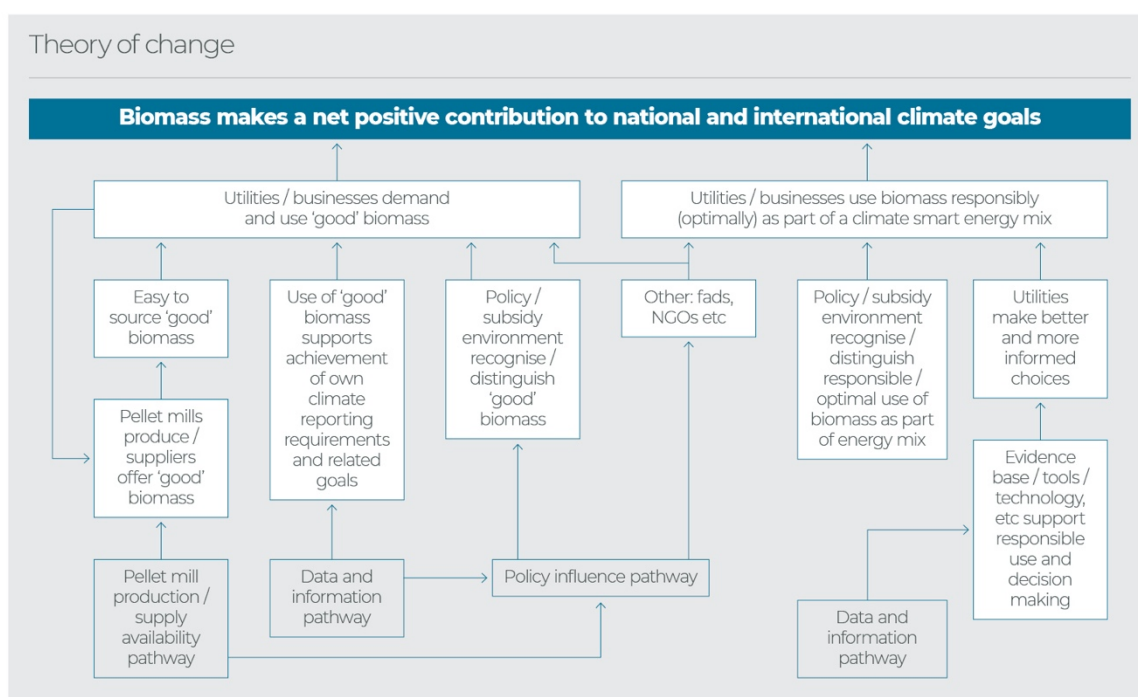 Theory of change
Biomass makes a net positive contribution to national and international climate goals
Utilities / businesses demand
and use ‘good’ biomass
Utilities / businesses use biomass responsibly
(optimally) as part of a climate smart energy mix
Easy to
source ‘good’
biomass
Use of ‘good’
biomass
supports
achievement
of own
climate
reporting
requirements
and related
goals
Policy /
subsidy
environment
recognise /
distinguish
‘good’
biomass
Other: fads,
NGOs etc
Policy / subsidy
environment
recognise /
distinguish
responsible /
optimal use of
biomass as part
of energy mix
Utilities
make better
and more
informed
choices
Pellet mills
produce /
suppliers
offer ‘good’
biomass
Evidence
base / tools /
technology,
etc support
responsible
use and
decision
making
Pellet mill
production /
supply
availability
pathway
Data and
information
pathway
Policy influence pathway
Data and
information
pathway